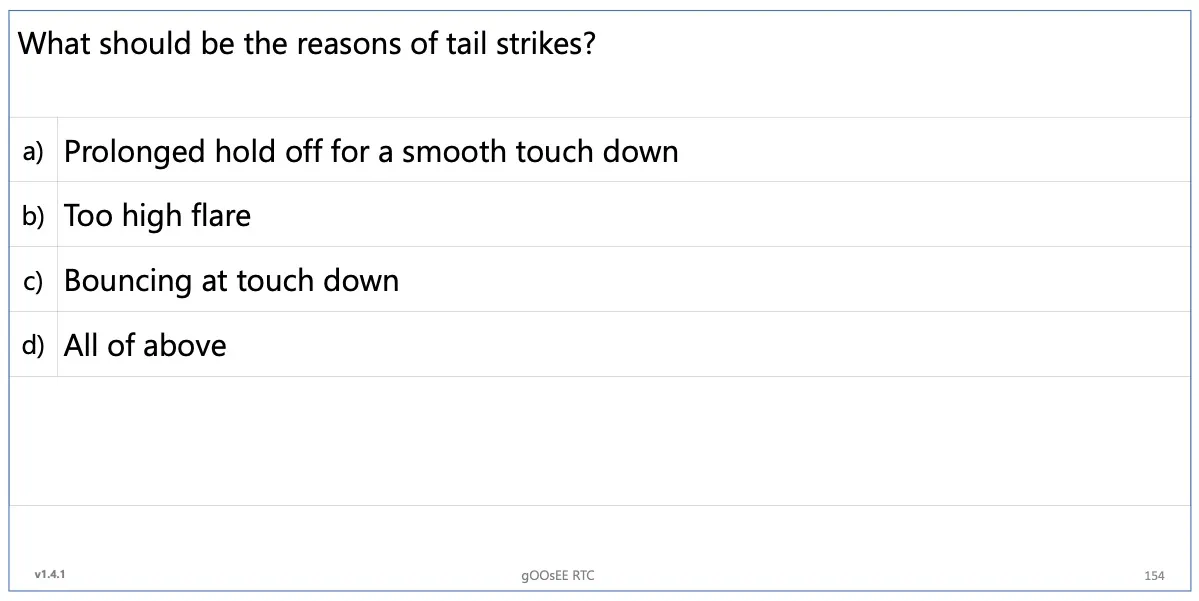 What should be the reasons of tail strikes?
a) Prolonged hold off for a smooth touch down
b) Too high flare
c) Bouncing at touch down
d) All of above
v1.4.1 gOOsEE RTC 154